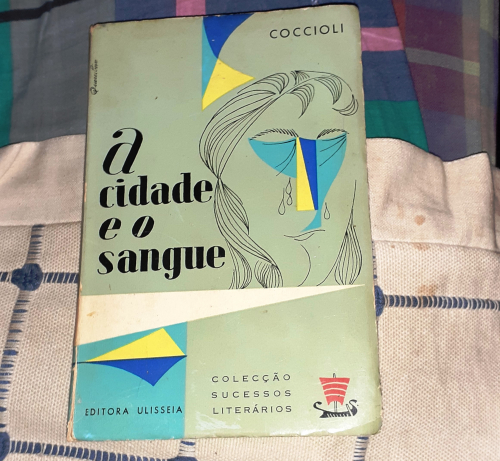 COCCIOLI
a
cidade
e o
sangue
EDITORA ULISSEIA
COLECÇÃO
SUCESSOS
LITERÁRIOS